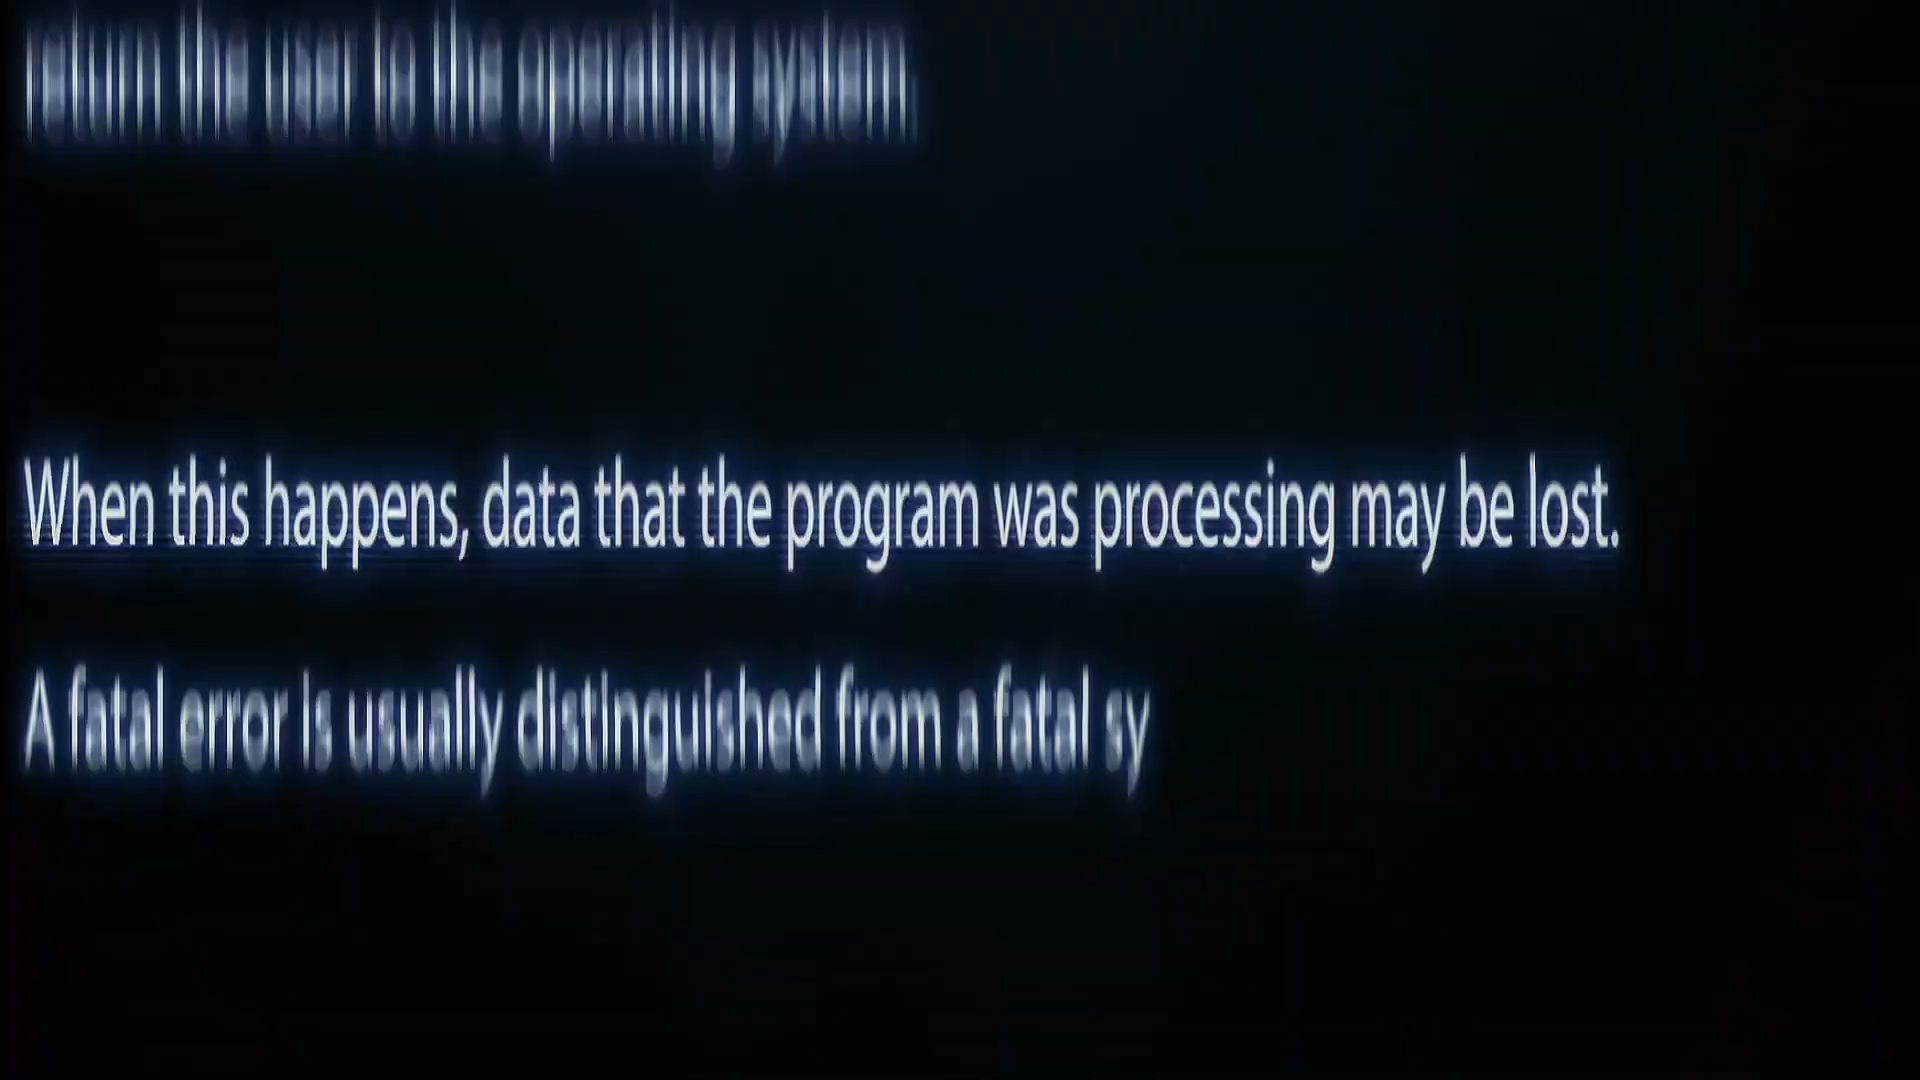 return the user to the operating system.
When this happens, data that the program was processing may be lost.
A fatal error is usually distinguished from a fatal sy